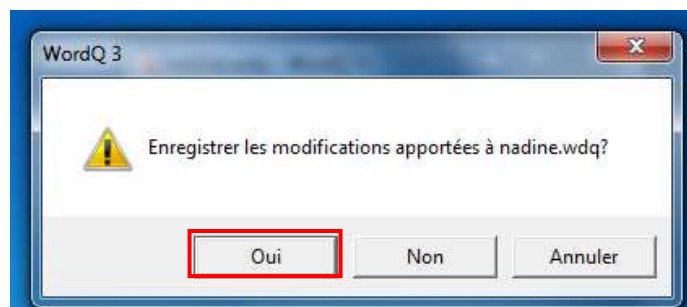 WordQ 3
Enregistrer les modifications apportées à nadine.wdq?
Oui
Non
Annuler